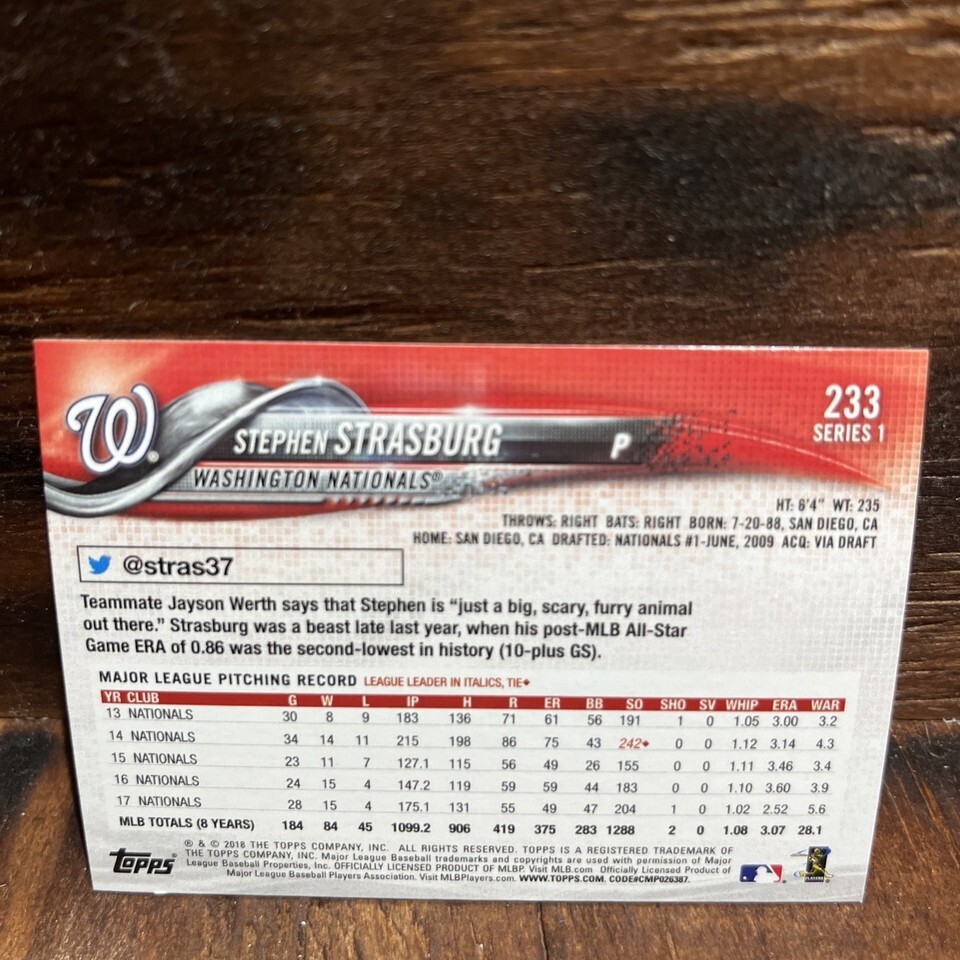 W
STEPHEN STRASBURG P
WASHINGTON NATIONALS®
233
SERIES 1
HT: 6'4" WT: 235
THROWS: RIGHT BATS: RIGHT BORN: 7-20-88, SAN DIEGO, CA
HOME: SAN DIEGO, CA DRAFTED: NATIONALS #1-JUNE, 2009 ACQ: VIA DRAFT
@stras37
Teammate Jayson Werth says that Stephen is “just a big, scary, furry animal
out there.” Strasburg was a beast late last year, when his post-MLB All-Star
Game ERA of 0.86 was the second-lowest in history (10-plus GS).
MAJOR LEAGUE PITCHING RECORD LEAGUE LEADER IN ITALICS, TIE♦
YR CLUB G W L IP H R ER BB SO SHO SV WHIP ERA WAR
13 NATIONALS 30 8 9 183 136 71 61 56 191 1 0 1.05 3.00 3.2
14 NATIONALS 34 14 11 215 198 86 75 43 242♦ 0 0 1.12 3.14 4.3
15 NATIONALS 23 11 7 127.1 115 56 49 26 155 0 0 1.11 3.46 3.4
16 NATIONALS 24 15 4 147.2 119 59 59 44 183 0 0 1.10 3.60 3.9
17 NATIONALS 28 15 4 175.1 131 55 49 47 204 1 0 1.02 2.52 5.6
MLB TOTALS (8 YEARS) 184 84 45 1099.2 906 419 375 283 1288 2 0 1.08 3.07 28.1
topps
® & © 2018 THE TOPPS COMPANY, INC. ALL RIGHTS RESERVED. TOPPS IS A REGISTERED TRADEMARK OF
THE TOPPS COMPANY, INC. Major League Baseball trademarks and copyrights are used with permission of Major
League Baseball Properties, Inc. OFFICIALLY LICENSED PRODUCT OF MLBP. Visit MLB.com Officially Licensed Product of
Major League Baseball Players Association. Visit MLBPlayers.com. WWW.TOPPS.COM. CODE#CMP026387.
PLAYERS